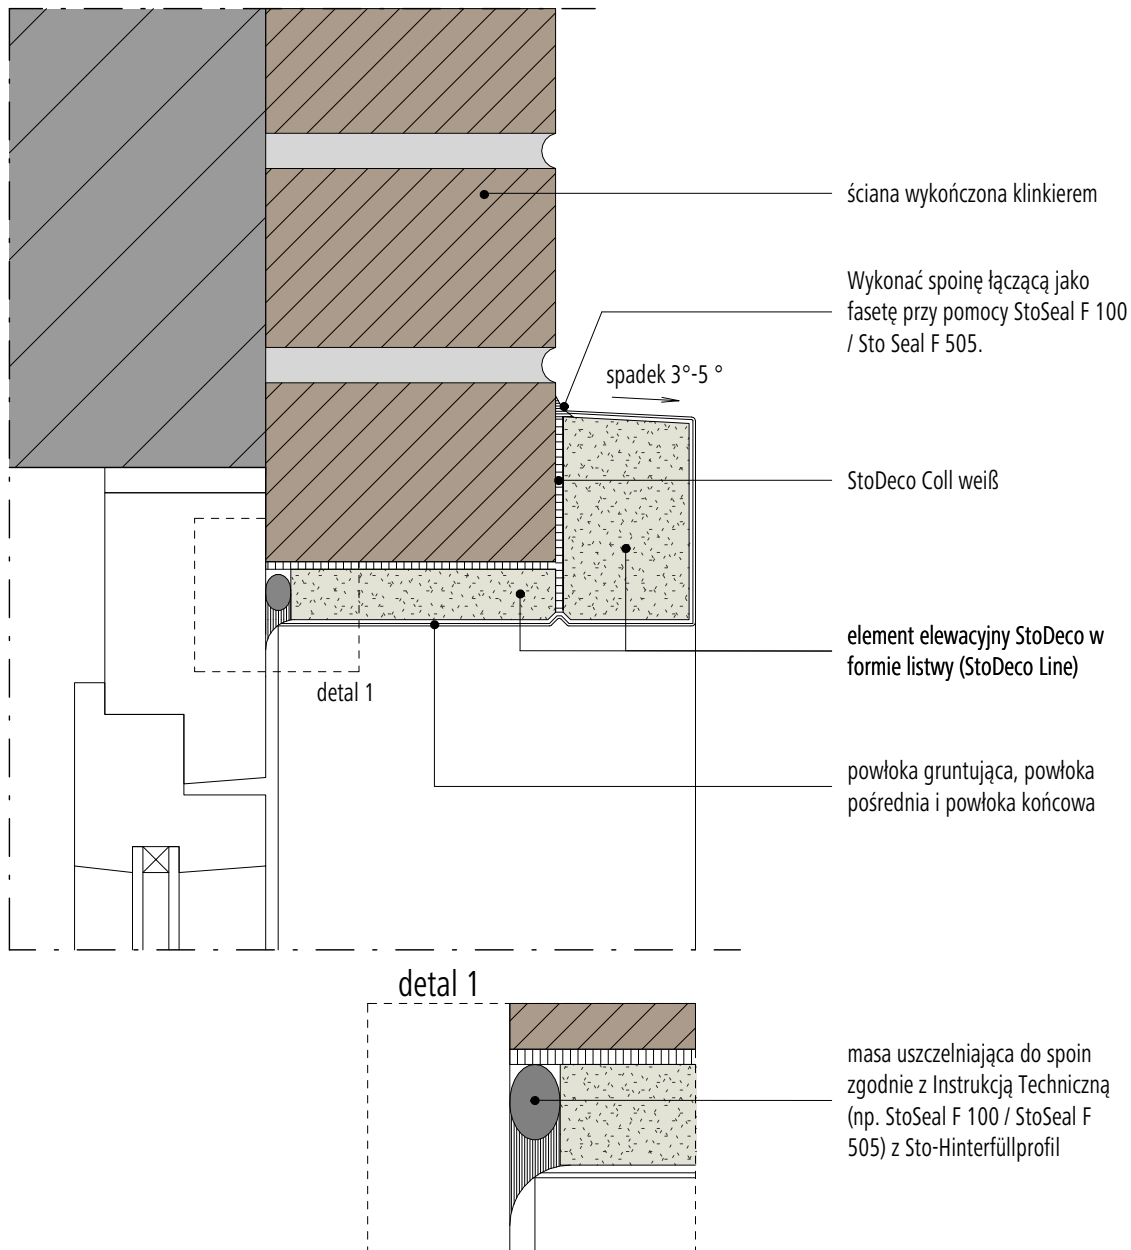 ściana wykończona klinkierem
Wykonać spoinę łączącą jako
fasetę przy pomocy StoSeal F 100
/ Sto Seal F 505.
spadek 3°-5 °
StoDeco Coll weiß
element elewacyjny StoDeco w
formie listwy (StoDeco Line)
detal 1
powłoka gruntująca, powłoka
pośrednia i powłoka końcowa
detal 1
masa uszczelniająca do spoin
zgodnie z Instrukcją Techniczną
(np. StoSeal F 100 / StoSeal F
505) z Sto-Hinterfüllprofil